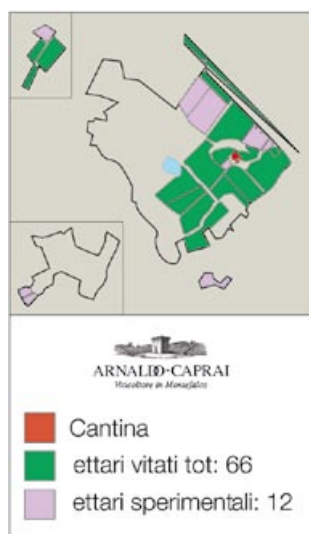 ARNALDO·CAPRAI
Viticoltore in Montefalco
Cantina
ettari vitati tot: 66
ettari sperimentali: 12